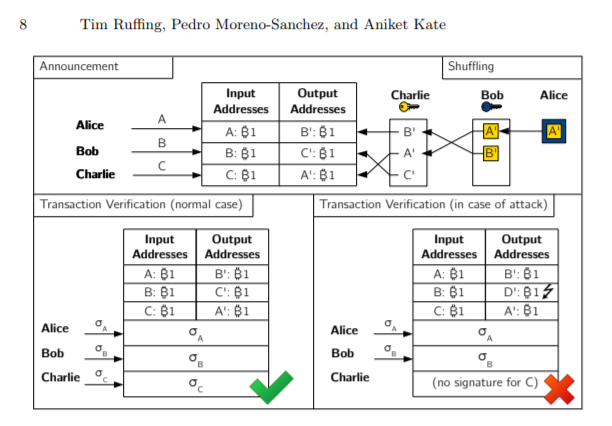 8 Tim Ruffing, Pedro Moreno-Sanchez, and Aniket Kate
Announcement
Shuffling
Input Addresses
Output Addresses
Charlie
Bob
Alice
Alice A
Bob B
Charlie C
A: ₿1 B': ₿1
B: ₿1 C': ₿1
C: ₿1 A': ₿1
B'
A'
C'
A'
B'
A'
Transaction Verification (normal case)
Input Addresses
Output Addresses
A: ₿1 B': ₿1
B: ₿1 C': ₿1
C: ₿1 A': ₿1
Alice σA σA
Bob σB σB
Charlie σC σC
Transaction Verification (in case of attack)
Input Addresses
Output Addresses
A: ₿1 B': ₿1
B: ₿1 D': ₿1
C: ₿1 A': ₿1
Alice σA σA
Bob σB σB
Charlie (no signature for C)